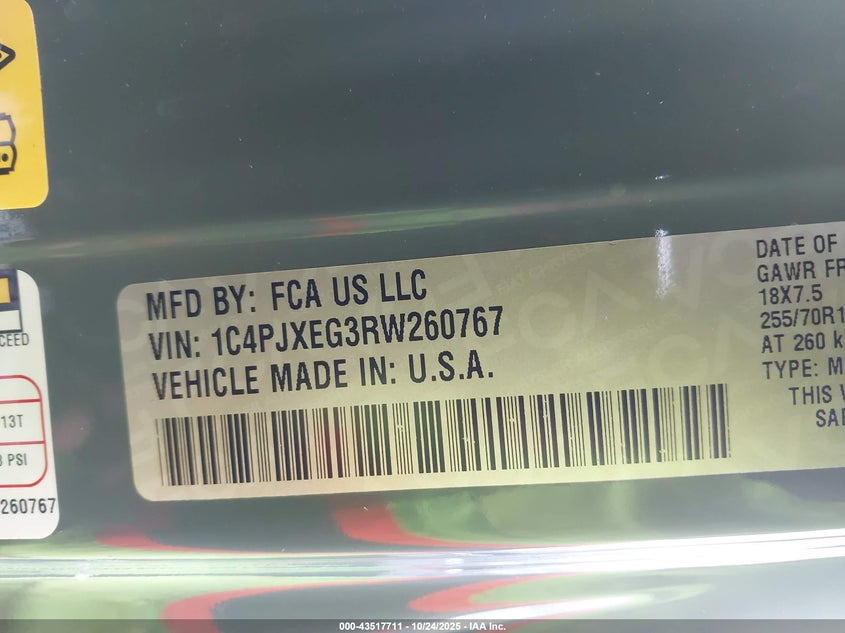 MFD BY: FCA US LLC
VIN: 1C4PJXEG3RW260767
VEHICLE MADE IN: U.S.A.
DATE OF
GAWR FR
18X7.5
255/70R1
AT 260 k
TYPE: M
THIS V
SAF
CEED
13T
PSI
260767
000-43517711 - 10/24/2025 - IAA Inc.